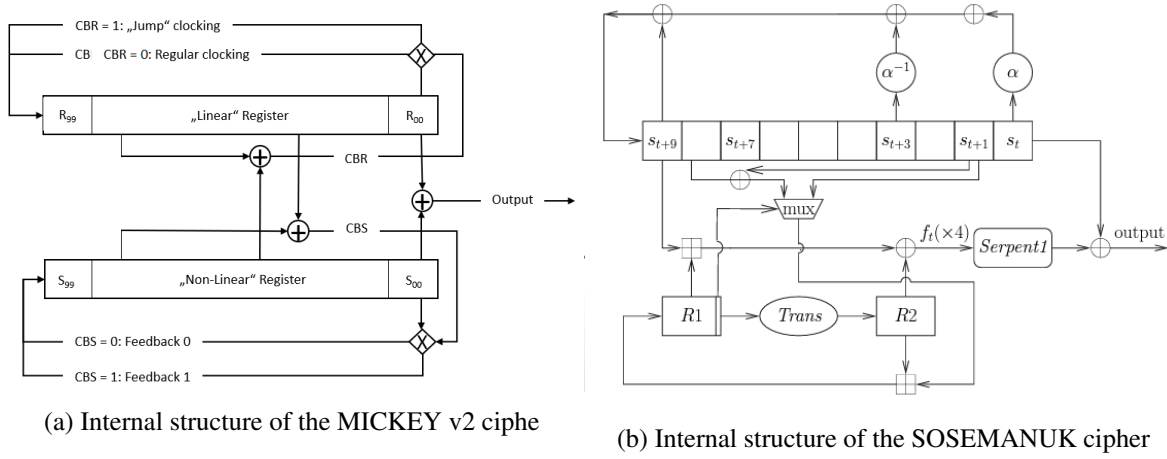 CBR = 1: „Jump“ clocking
CB CBR = 0: Regular clocking
R99 „Linear“ Register R00
CBR
Output
CBS
S99 „Non-Linear“ Register S00
CBS = 0: Feedback 0
CBS = 1: Feedback 1
(a) Internal structure of the MICKEY v2 ciphe
α−1 α
st+9 st+7 st+3 st+1 st
mux
ft(×4) Serpent1 output
R1 Trans R2
(b) Internal structure of the SOSEMANUK cipher